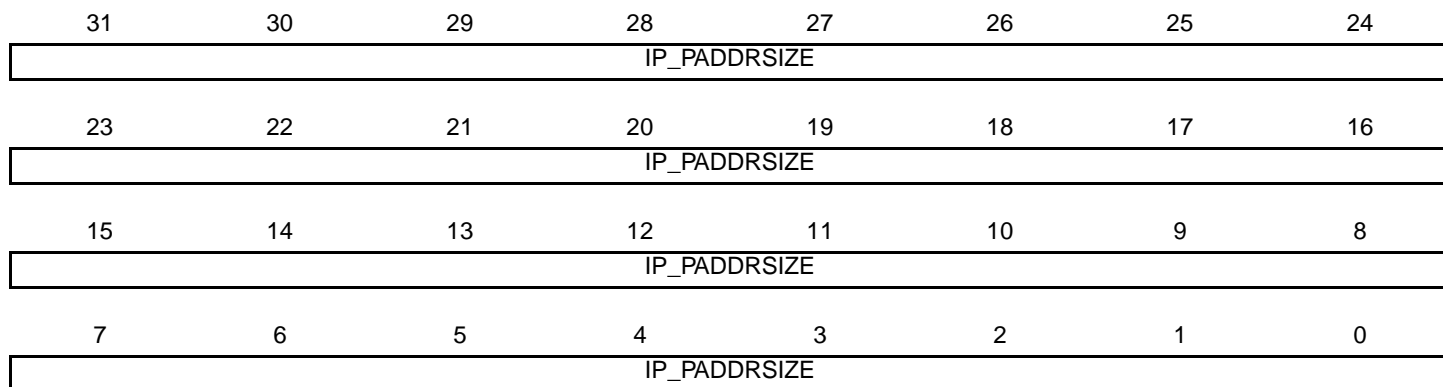 31 30 29 28 27 26 25 24
IP_PADDRSIZE
23 22 21 20 19 18 17 16
IP_PADDRSIZE
15 14 13 12 11 10 9 8
IP_PADDRSIZE
7 6 5 4 3 2 1 0
IP_PADDRSIZE